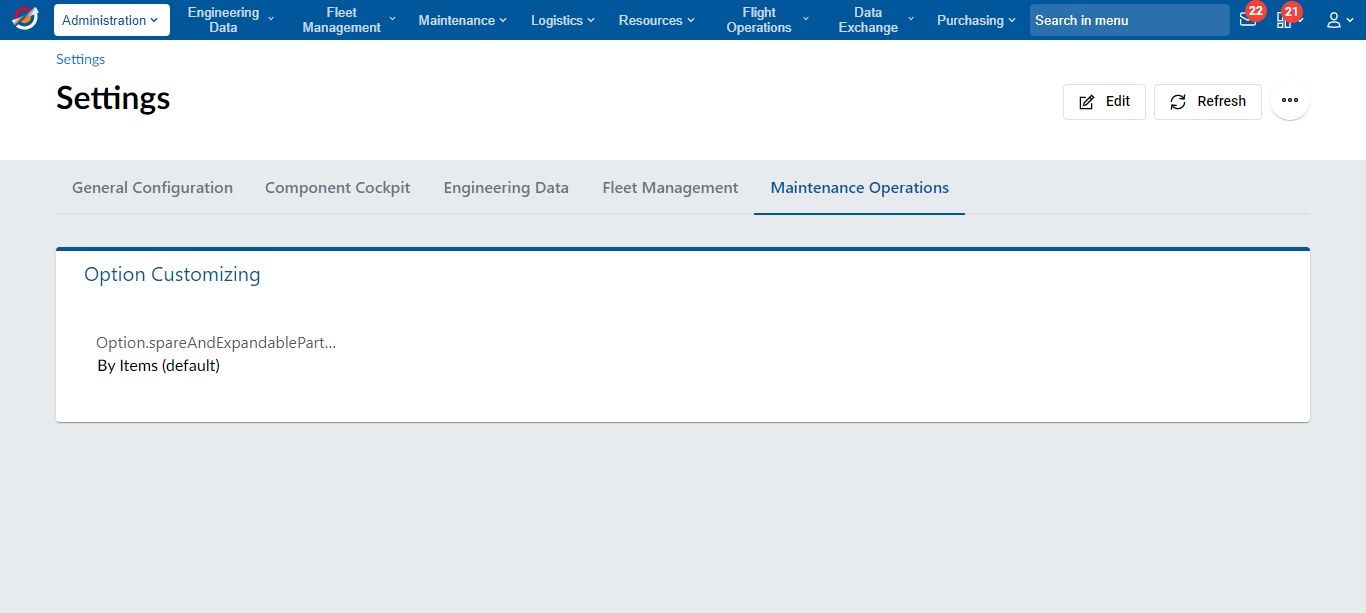 Administration
Engineering
Data
Fleet
Management
Maintenance
Logistics
Resources
Flight
Operations
Data
Exchange
Purchasing
Search in menu
22
21
Settings
Settings
Edit
Refresh
General Configuration
Component Cockpit
Engineering Data
Fleet Management
Maintenance Operations
Option Customizing
Option.spareAndExpandablePart...
By Items (default)